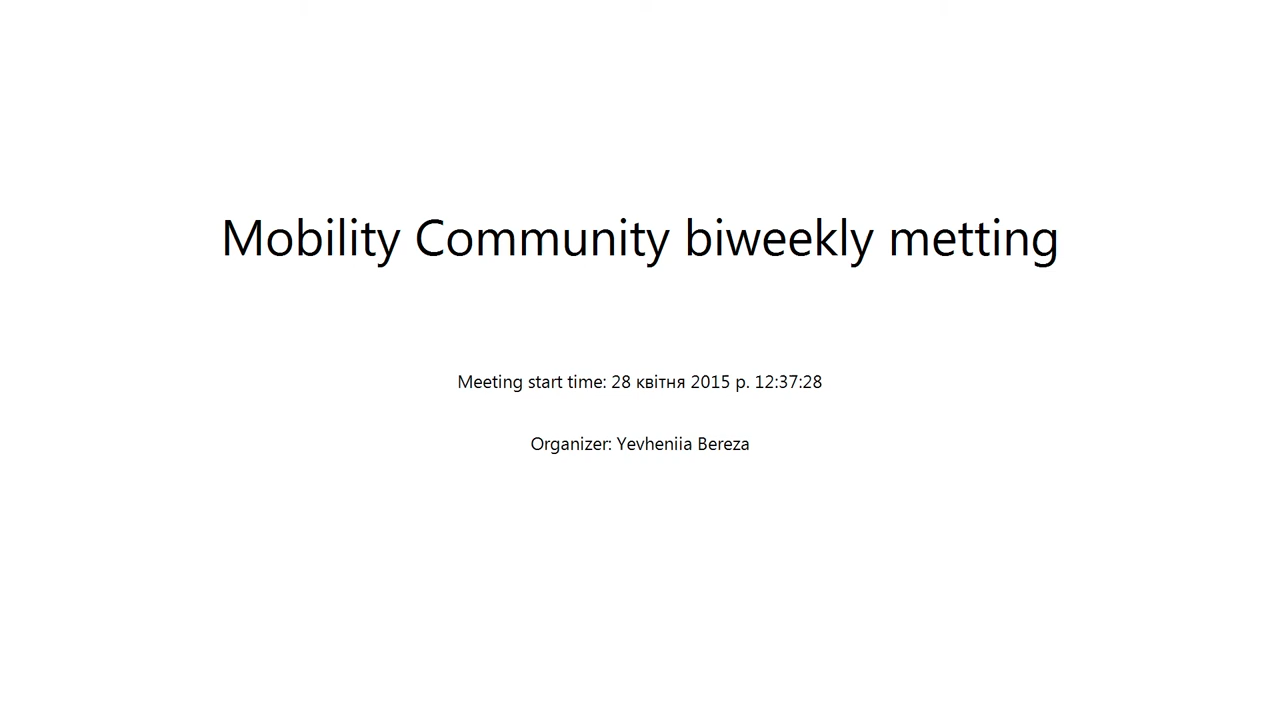 Mobility Community biweekly metting
Meeting start time: 28 квітня 2015 р. 12:37:28
Organizer: Yevheniia Bereza